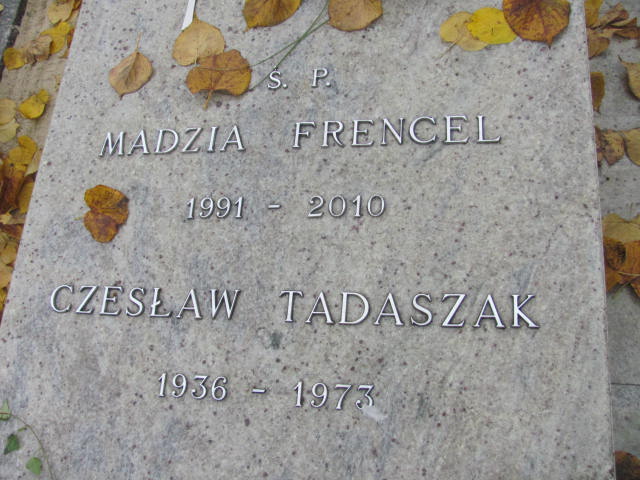 Ś. P.
MADZIA FRENCEL
1991 - 2010
CZESŁAW TADASZAK
1936 - 1973